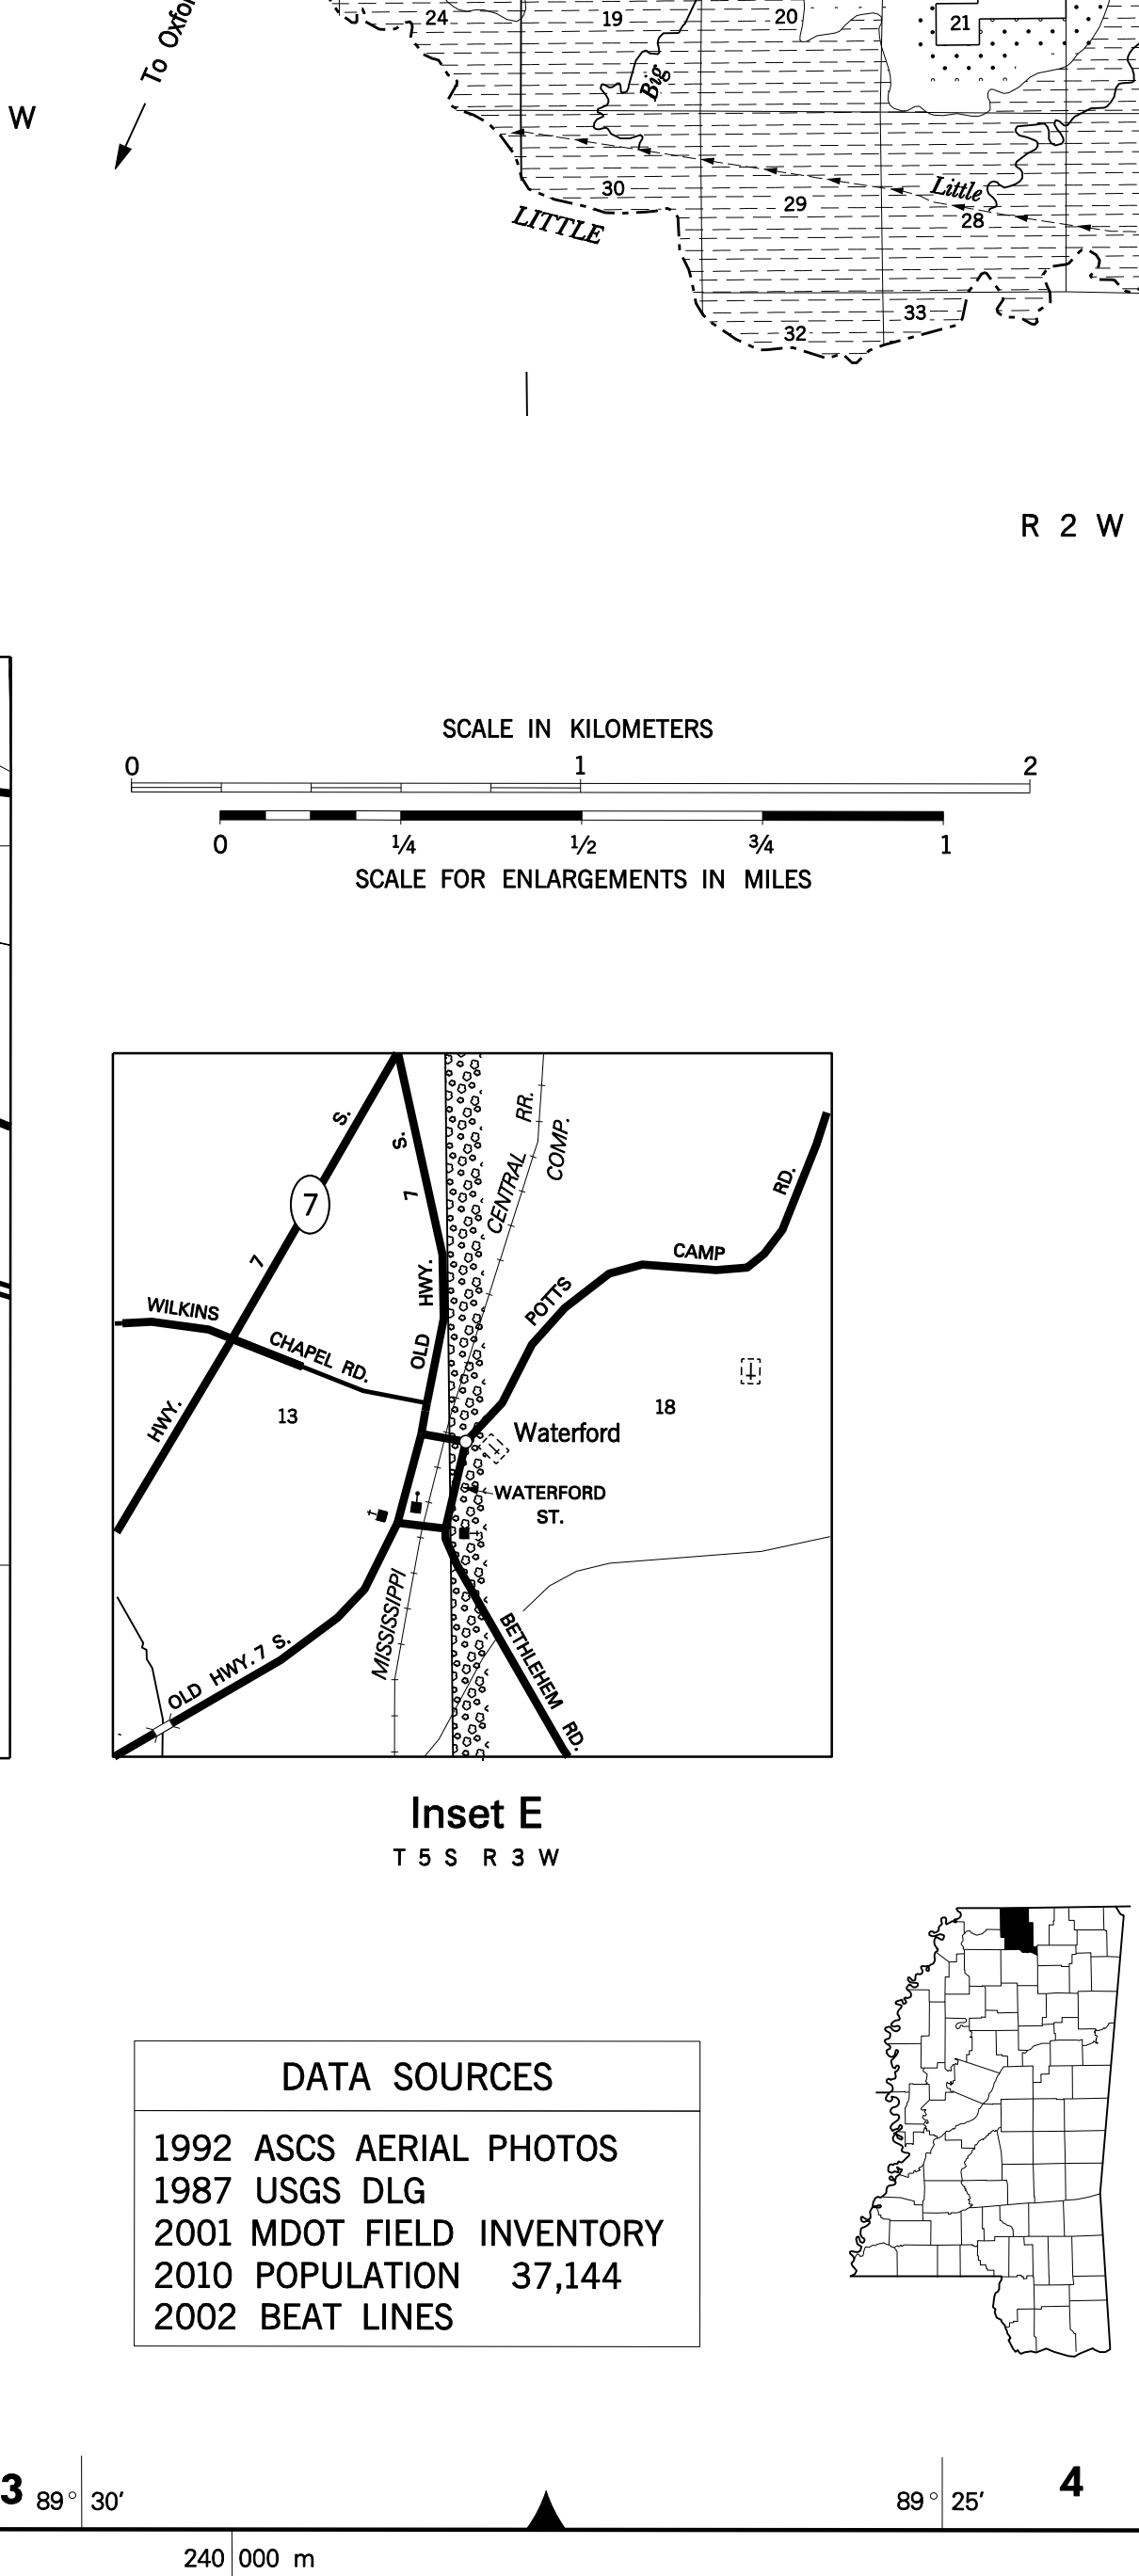 24
19
20
21
To
W
Big
30
29
Little
28
LITTLE
33
32
R 2 W
SCALE IN KILOMETERS
0 1 2
0 1/4 1/2 3/4 1
SCALE FOR ENLARGEMENTS IN MILES
HWY. 7 S.
7
OLD HWY. 7 S.
MISSISSIPPI CENTRAL RR. COMP.
POTTS CAMP RD.
WILKINS CHAPEL RD.
13
18
Waterford
WATERFORD
ST.
OLD HWY. 7 S.
BETHLEHEM RD.
Inset E
T 5 S R 3 W
DATA SOURCES
1992 ASCS AERIAL PHOTOS
1987 USGS DLG
2001 MDOT FIELD INVENTORY
2010 POPULATION 37,144
2002 BEAT LINES
3 89° 30′ 89° 25′ 4
240 000 m